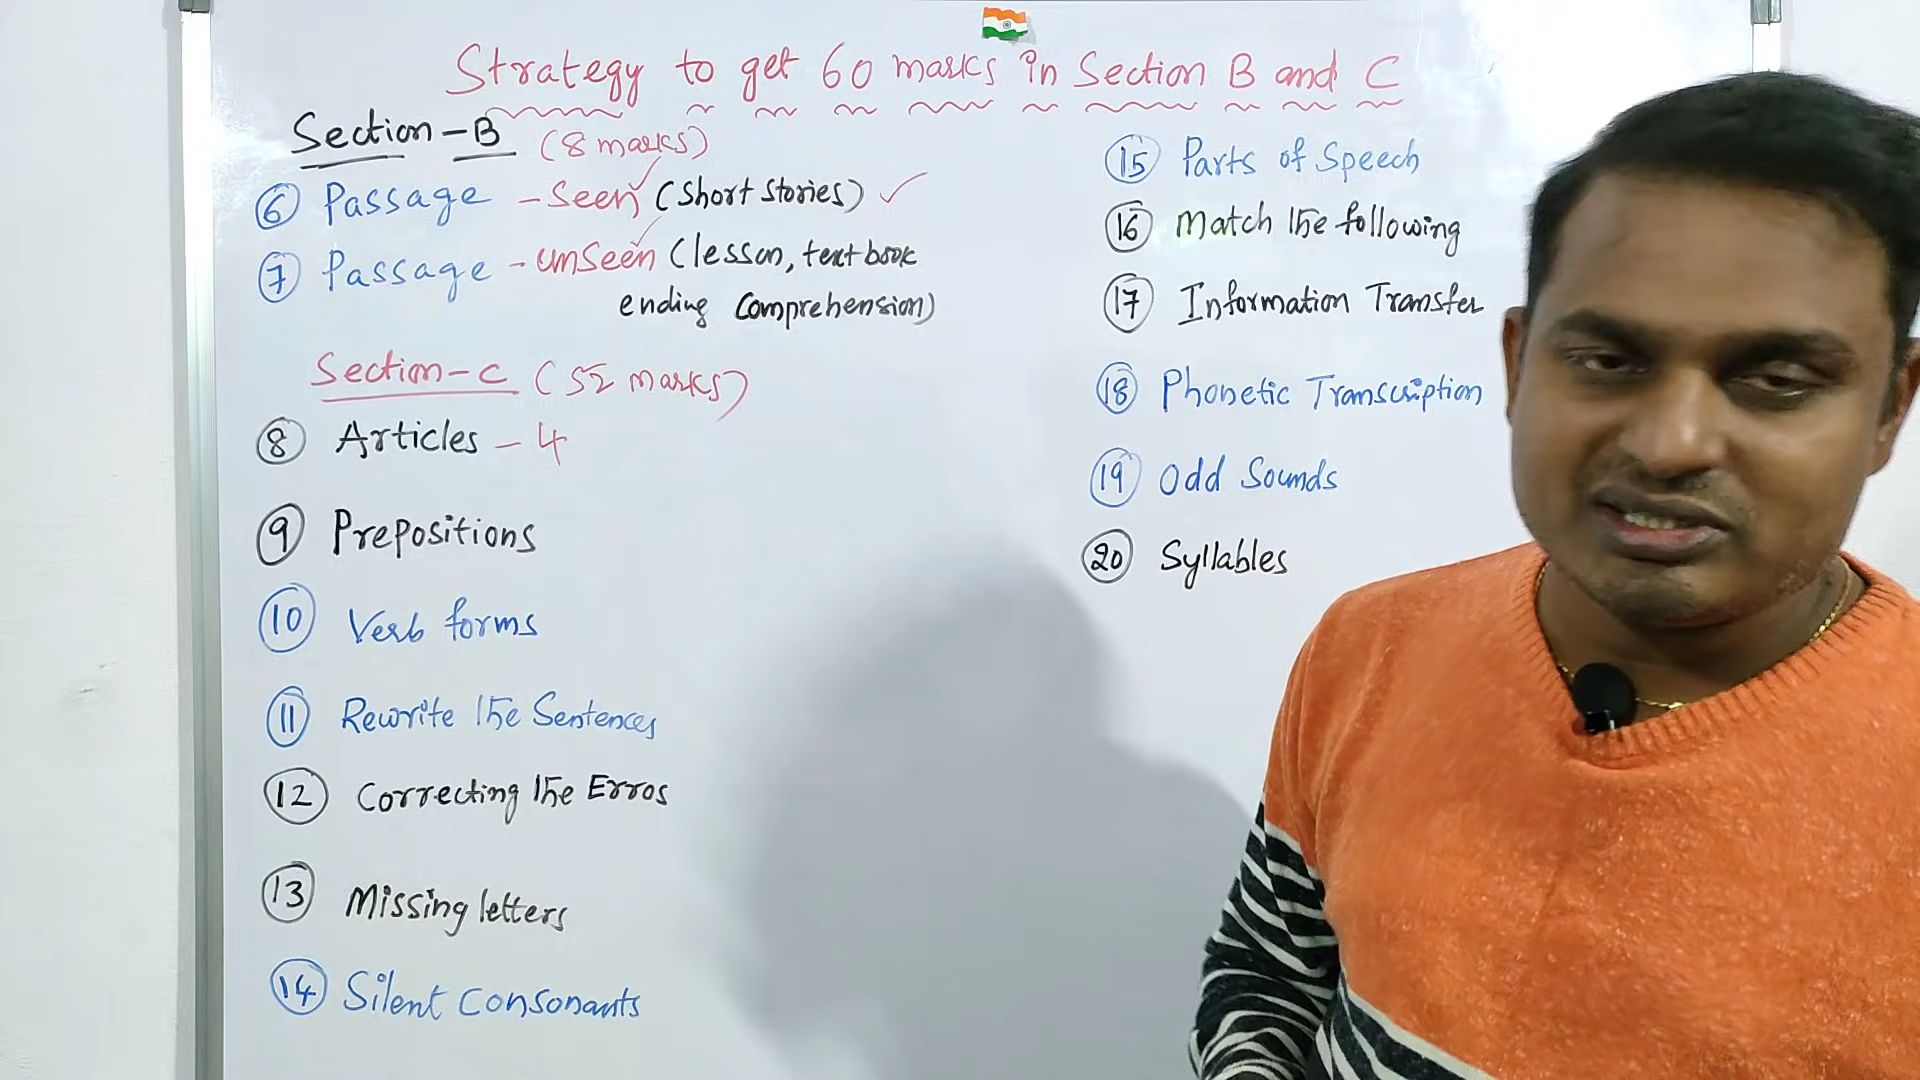 Strategy to get 60 marks in Section B and C
Section-B (8 marks)
6 Passage - Seen (Short Stories) ✓
7 Passage - unseen (lesson, text book
ending Comprehension)
Section-C (52 marks)
8 Articles - 4
9 Prepositions
10 Verb forms
11 Rewrite the Sentences
12 Correcting the Erros
13 Missing letters
14 Silent Consonants
15 Parts of Speech
16 Match the following
17 Information Transfer
18 Phonetic Transcription
19 Odd Sounds
20 Syllables